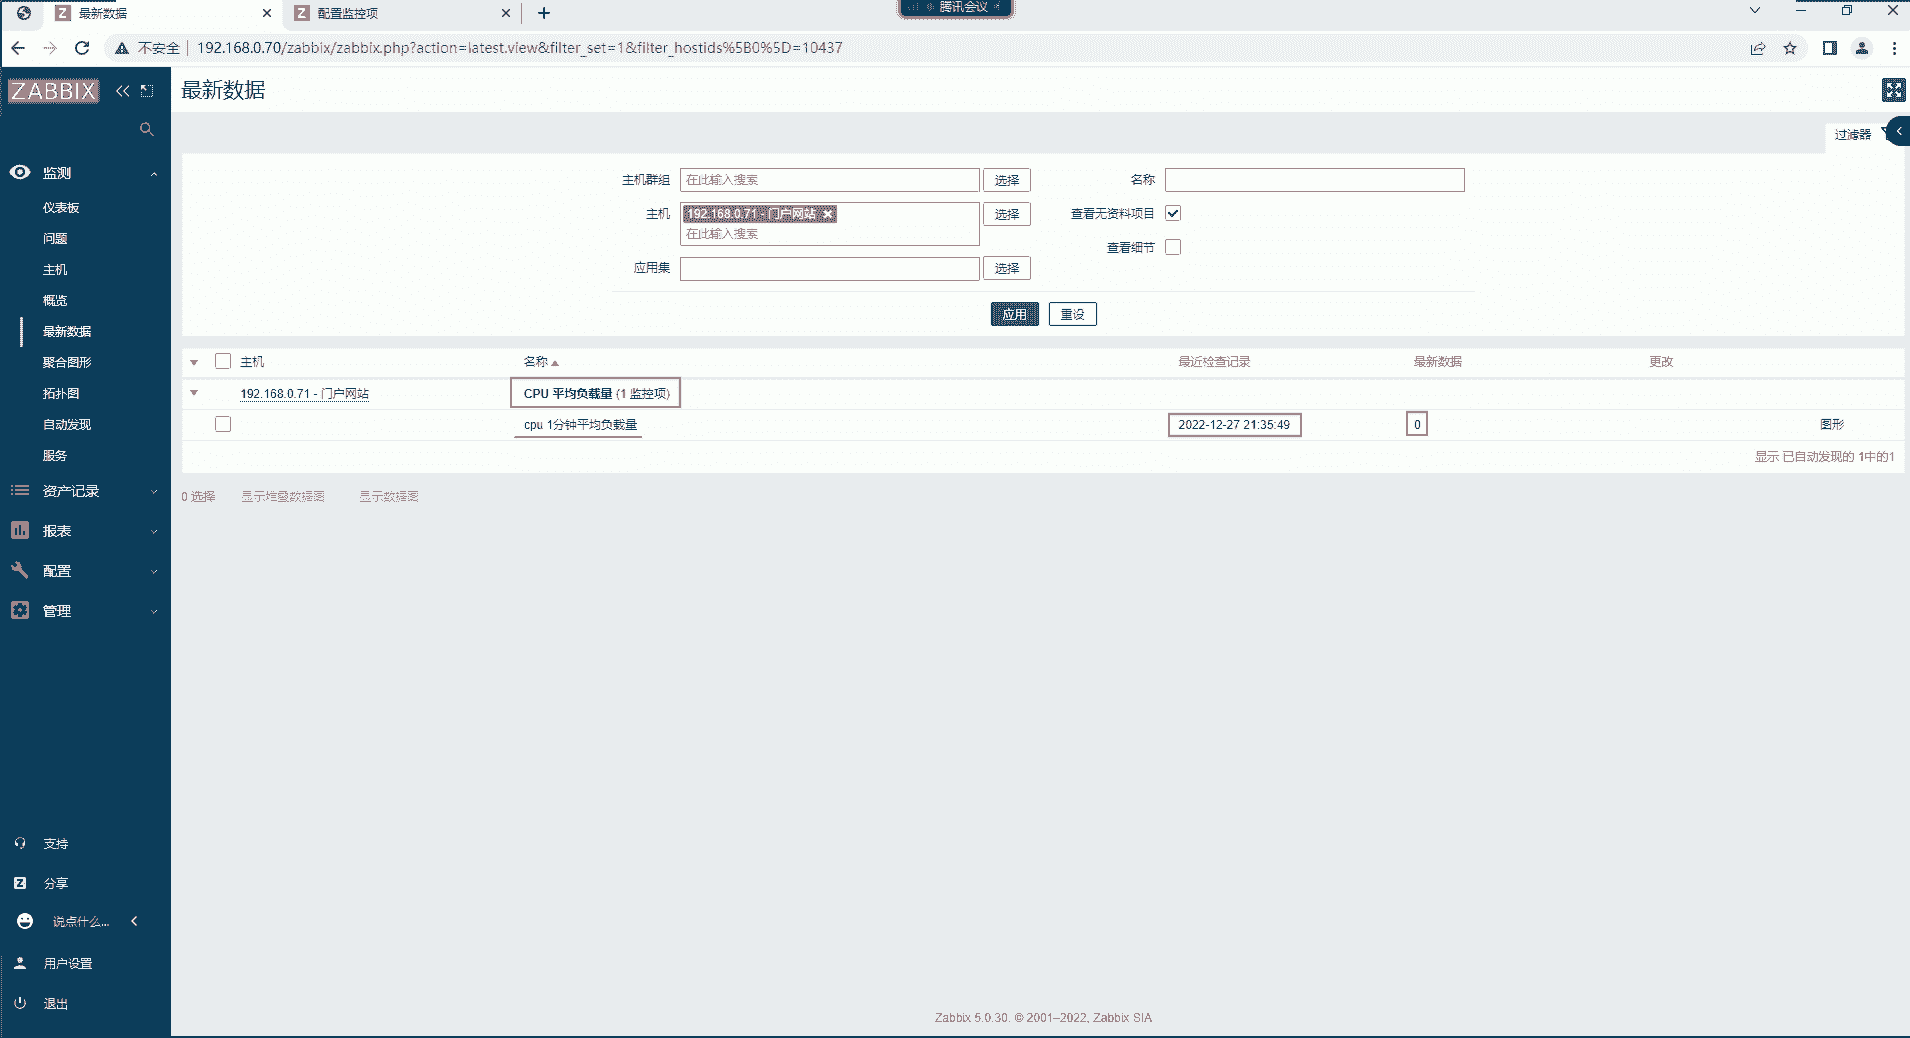 最新数据
配置监控项
腾讯会议
不安全 192.168.0.70/zabbix/zabbix.php?action=latest.view&filter_set=1&filter_hostids%5B0%5D=10437
ZABBIX
最新数据
过滤器
监测
仪表板
问题
主机
概览
最新数据
聚合图形
拓扑图
自动发现
服务
资产记录
报表
配置
管理
支持
分享
说点什么...
用户设置
退出
主机群组 在此输入搜索 选择 名称
主机 192.168.0.71 - 门户网站 选择 查看无资料项目
在此输入搜索
查看细节
应用集 选择
应用 重设
主机 名称 最近检查记录 最新数据 更改
192.168.0.71 - 门户网站 CPU 平均负载量 (1 监控项)
cpu 1分钟平均负载量 2022-12-27 21:35:49 0 图形
显示 已自动发现的 1中的1
0 选择 显示堆叠数据图 显示数据图
Zabbix 5.0.30. © 2001–2022, Zabbix SIA